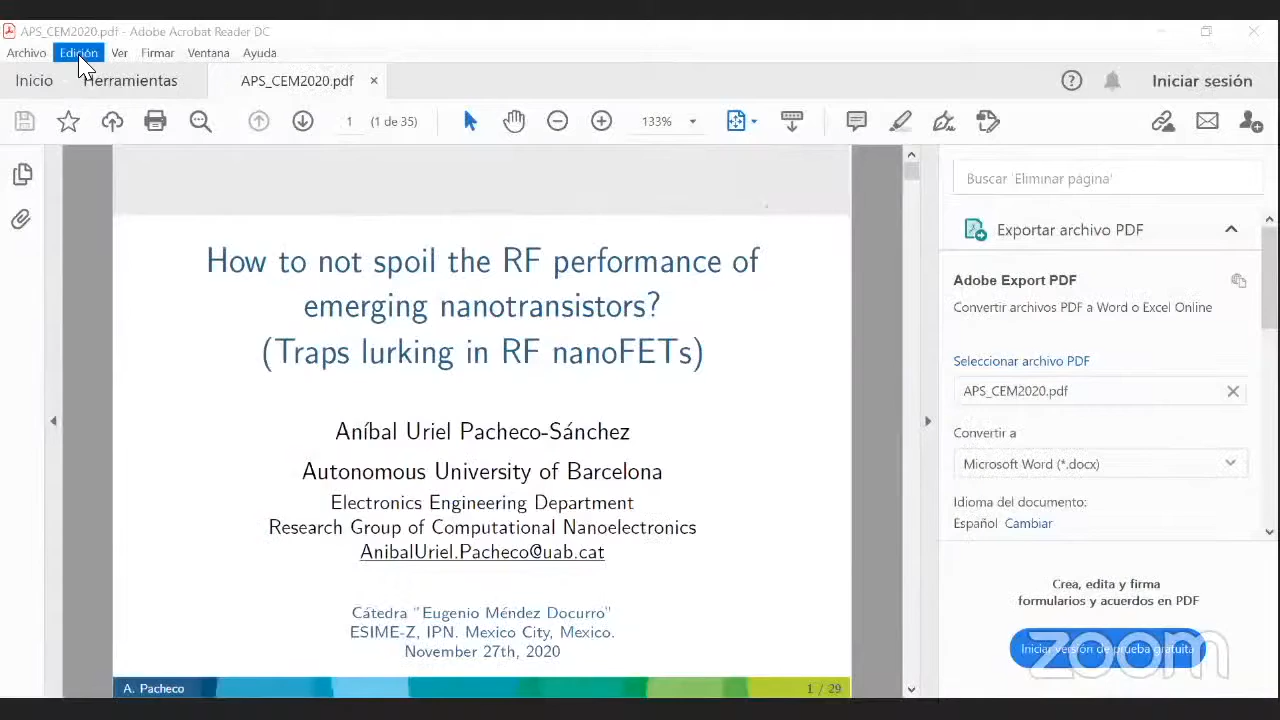 APS_CEM2020.pdf - Adobe Acrobat Reader DC
Archivo Edición Ver Firmar Ventana Ayuda
Inicio Herramientas APS_CEM2020.pdf × Iniciar sesión
1 (1 de 35) 133%
Buscar 'Eliminar página'
Exportar archivo PDF
Adobe Export PDF
Convertir archivos PDF a Word o Excel Online
Seleccionar archivo PDF
APS_CEM2020.pdf
Convertir a
Microsoft Word (*.docx)
Idioma del documento:
Español Cambiar
Crea, edita y firma
formularios y acuerdos en PDF
Iniciar versión de prueba gratuita
zoom
How to not spoil the RF performance of
emerging nanotransistors?
(Traps lurking in RF nanoFETs)
Aníbal Uriel Pacheco-Sánchez
Autonomous University of Barcelona
Electronics Engineering Department
Research Group of Computational Nanoelectronics
AnibalUriel.Pacheco@uab.cat
Cátedra "Eugenio Méndez Docurro"
ESIME-Z, IPN. Mexico City, Mexico.
November 27th, 2020
A. Pacheco 1 / 29